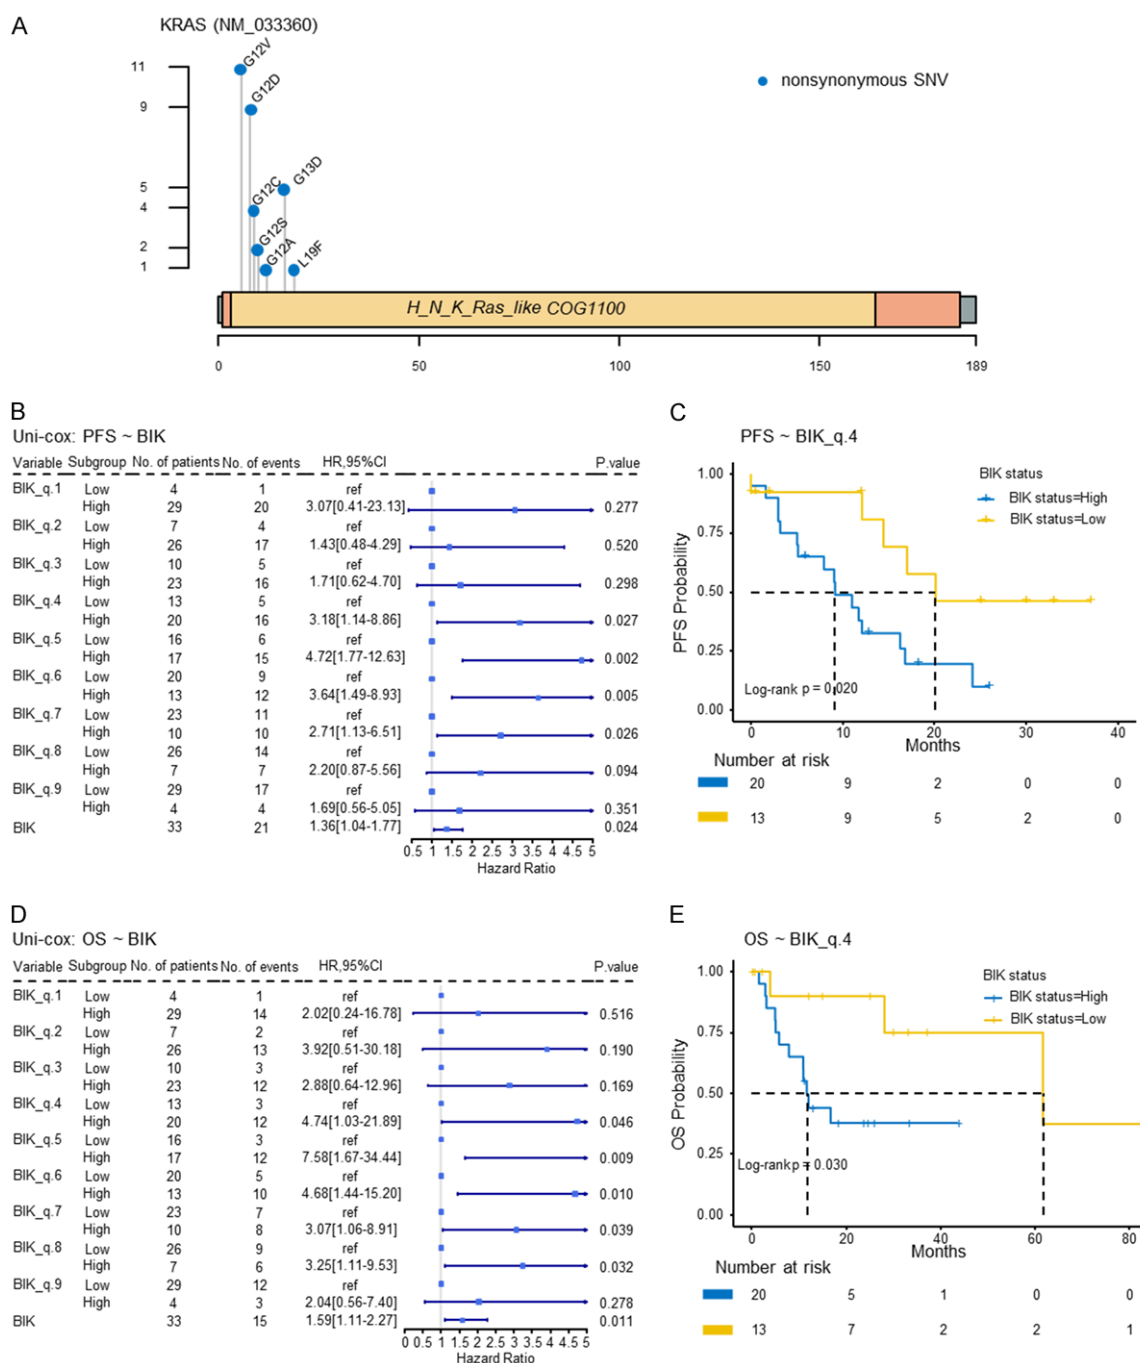 A
KRAS (NM_033360)
11
9
5
4
2
1
G12V
G12D
G12C
G13D
G12S
G12A
L19F
nonsynonymous SNV
H_N_K_Ras_like COG1100
0 50 100 150 189
B
Uni-cox: PFS ~ BIK
Variable Subgroup No. of patients No. of events HR,95%CI P.value
BIK_q.1 Low 4 1 ref
High 29 20 3.07[0.41-23.13] 0.277
BIK_q.2 Low 7 4 ref
High 26 17 1.43[0.48-4.29] 0.520
BIK_q.3 Low 10 5 ref
High 23 16 1.71[0.62-4.70] 0.298
BIK_q.4 Low 13 5 ref
High 20 16 3.18[1.14-8.86] 0.027
BIK_q.5 Low 16 6 ref
High 17 15 4.72[1.77-12.63] 0.002
BIK_q.6 Low 20 9 ref
High 13 12 3.64[1.49-8.93] 0.005
BIK_q.7 Low 23 11 ref
High 10 10 2.71[1.13-6.51] 0.026
BIK_q.8 Low 26 14 ref
High 7 7 2.20[0.87-5.56] 0.094
BIK_q.9 Low 29 17 ref
High 4 4 1.69[0.56-5.05] 0.351
BIK 33 21 1.36[1.04-1.77] 0.024
0.5 1 1.5 2 2.5 3 3.5 4 4.5 5
Hazard Ratio
C
PFS ~ BIK_q.4
BIK status
BIK status=High
BIK status=Low
PFS Probability
1.00
0.75
0.50
0.25
0.00
Log-rank p = 0.020
0 10 20 30 40
Months
Number at risk
20 9 2 0 0
13 9 5 2 0
D
Uni-cox: OS ~ BIK
Variable Subgroup No. of patients No. of events HR,95%CI P.value
BIK_q.1 Low 4 1 ref
High 29 14 2.02[0.24-16.78] 0.516
BIK_q.2 Low 7 2 ref
High 26 13 3.92[0.51-30.18] 0.190
BIK_q.3 Low 10 3 ref
High 23 12 2.88[0.64-12.96] 0.169
BIK_q.4 Low 13 3 ref
High 20 12 4.74[1.03-21.89] 0.046
BIK_q.5 Low 16 3 ref
High 17 12 7.58[1.67-34.44] 0.009
BIK_q.6 Low 20 5 ref
High 13 10 4.68[1.44-15.20] 0.010
BIK_q.7 Low 23 7 ref
High 10 8 3.07[1.06-8.91] 0.039
BIK_q.8 Low 26 9 ref
High 7 6 3.25[1.11-9.53] 0.032
BIK_q.9 Low 29 12 ref
High 4 3 2.04[0.56-7.40] 0.278
BIK 33 15 1.59[1.11-2.27] 0.011
0 0.5 1 1.5 2 2.5 3 3.5 4 4.5 5
Hazard Ratio
E
OS ~ BIK_q.4
BIK status
BIK status=High
BIK status=Low
OS Probability
1.00
0.75
0.50
0.25
0.00
Log-rank p = 0.030
0 20 40 60 80
Months
Number at risk
20 5 1 0 0
13 7 2 2 1